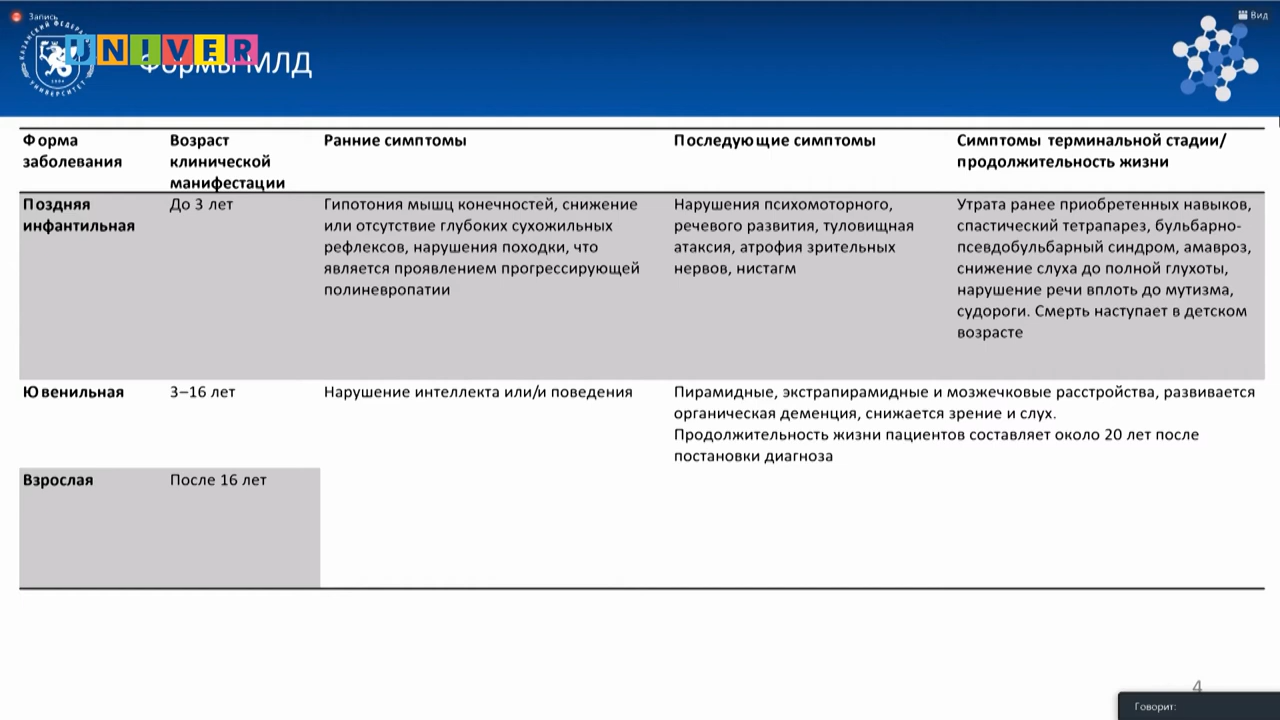 Запись
Вид
КАЗАНСКИЙ ФЕДЕРАЛЬНЫЙ
УНИВЕРСИТЕТ
1804
UNIVER
Формы МЛД
Форма
заболевания
Возраст
клинической
манифестации
Ранние симптомы
Последующие симптомы
Симптомы терминальной стадии/
продолжительность жизни
Поздняя
инфантильная
До 3 лет
Гипотония мышц конечностей, снижение
или отсутствие глубоких сухожильных
рефлексов, нарушения походки, что
является проявлением прогрессирующей
полиневропатии
Нарушения психомоторного,
речевого развития, туловищная
атаксия, атрофия зрительных
нервов, нистагм
Утрата ранее приобретенных навыков,
спастический тетрапарез, бульбарно-
псевдобульбарный синдром, амавроз,
снижение слуха до полной глухоты,
нарушение речи вплоть до мутизма,
судороги. Смерть наступает в детском
возрасте
Ювенильная
3–16 лет
Нарушение интеллекта или/и поведения
Пирамидные, экстрапирамидные и мозжечковые расстройства, развивается
органическая деменция, снижается зрение и слух.
Продолжительность жизни пациентов составляет около 20 лет после
постановки диагноза
Взрослая
После 16 лет
4
Говорит: